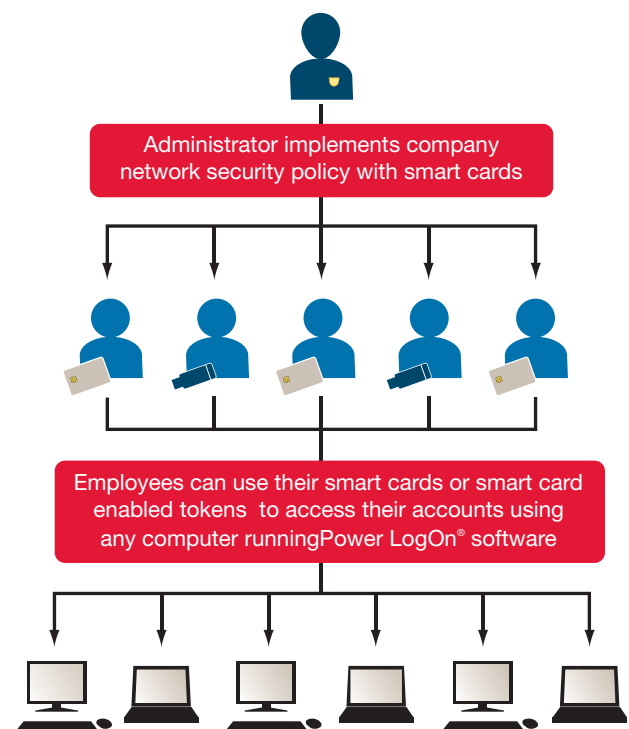 Administrator implements company
network security policy with smart cards
Employees can use their smart cards or smart card
enabled tokens to access their accounts using
any computer runningPower LogOn® software